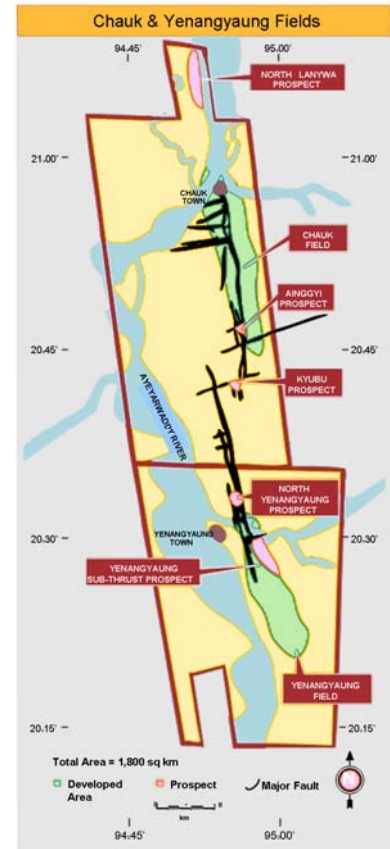 Chauk & Yenangyaung Fields
94.45' 95.00'
NORTH LANYWA
PROSPECT
21.00' 21.00'
CHAUK
TOWN
CHAUK
FIELD
AINGGYI
PROSPECT
20.45' 20.45'
KYUBU
PROSPECT
AYEYARWADDY RIVER
NORTH
YENANGYAUNG
PROSPECT
20.30' 20.30'
YENANGYAUNG
TOWN
YENANGYAUNG
SUB-THRUST PROSPECT
YENANGYAUNG
FIELD
20.15' 20.15'
Total Area = 1,800 sq km
Developed
Area
Prospect
Major Fault
km
N
94.45' 95.00'